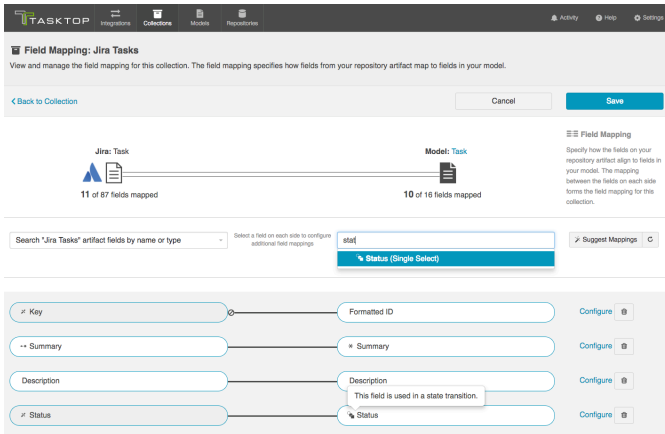 TASKTOP
Integrations
Collections
Models
Repositories
Activity
Help
Settings
Field Mapping: Jira Tasks
View and manage the field mapping for this collection. The field mapping specifies how fields from your repository artifact map to fields in your model.
Back to Collection
Cancel
Save
Jira: Task
Model: Task
11 of 87 fields mapped
10 of 16 fields mapped
Field Mapping
Specify how the fields on your
repository artifact align to fields in
your model. The mapping
between the fields on each side
forms the field mapping for this
collection.
Search "Jira Tasks" artifact fields by name or type
Select a field on each side to configure
additional field mappings
stat
Status (Single Select)
Suggest Mappings
Key
Formatted ID
Configure
Summary
Summary
Configure
Description
Description
Configure
This field is used in a state transition.
Status
Status
Configure